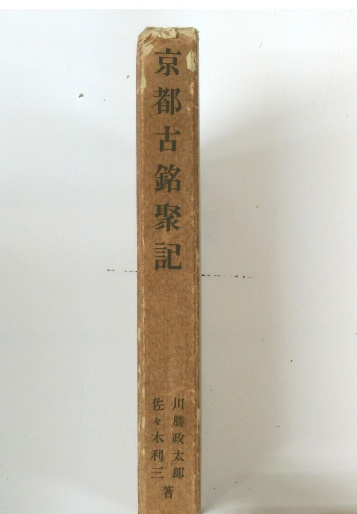 京都古銘聚記
川勝政太郎
佐々木利三
著